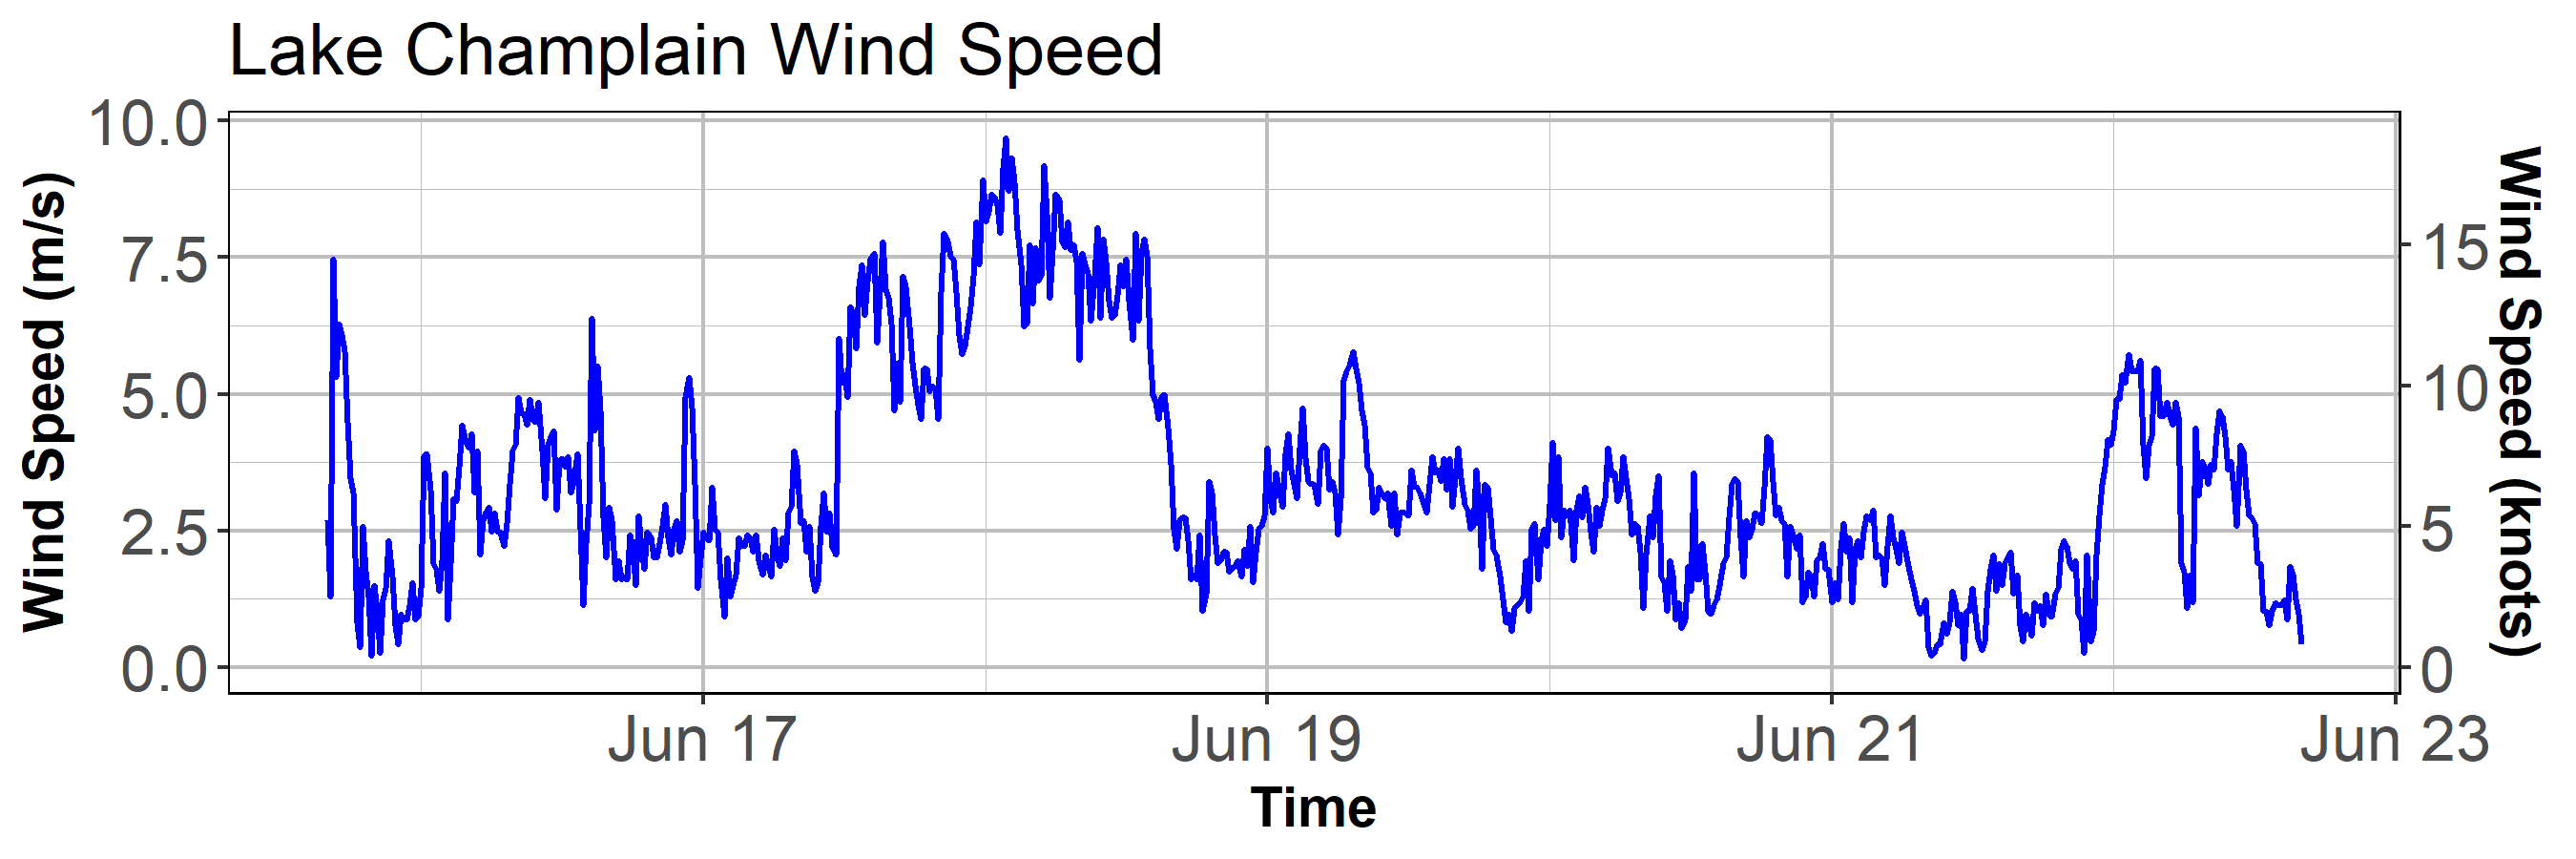 Lake Champlain Wind Speed
Wind Speed (m/s)
10.0
7.5
5.0
2.5
0.0
Wind Speed (knots)
15
10
5
0
Jun 17
Jun 19
Jun 21
Jun 23
Time